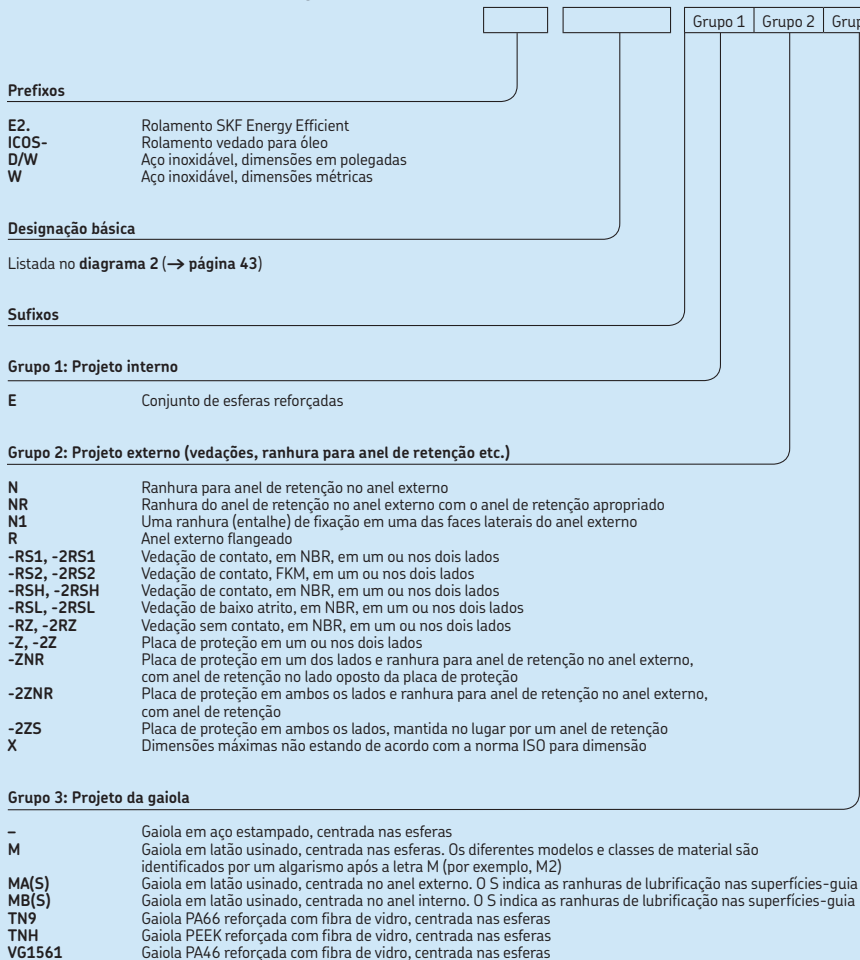 Grupo 1 Grupo 2
Prefixos
E2. Rolamento SKF Energy Efficient
ICOS- Rolamento vedado para óleo
D/W Aço inoxidável, dimensões em polegadas
W Aço inoxidável, dimensões métricas
Designação básica
Listada no diagrama 2 (→ página 43)
Sufixos
Grupo 1: Projeto interno
E Conjunto de esferas reforçadas
Grupo 2: Projeto externo (vedações, ranhura para anel de retenção etc.)
N Ranhura para anel de retenção no anel externo
NR Ranhura do anel de retenção no anel externo com o anel de retenção apropriado
N1 Uma ranhura (entalhe) de fixação em uma das faces laterais do anel externo
R Anel externo flangeado
-RS1, -2RS1 Vedação de contato, em NBR, em um ou nos dois lados
-RS2, -2RS2 Vedação de contato, FKM, em um ou nos dois lados
-RSH, -2RSH Vedação de contato, em NBR, em um ou nos dois lados
-RSL, -2RSL Vedação de baixo atrito, em NBR, em um ou nos dois lados
-RZ, -2RZ Vedação sem contato, em NBR, em um ou nos dois lados
-Z, -2Z Placa de proteção em um ou nos dois lados
-ZNR Placa de proteção em um dos lados e ranhura para anel de retenção no anel externo,
com anel de retenção no lado oposto da placa de proteção
-2ZNR Placa de proteção em ambos os lados e ranhura para anel de retenção no anel externo,
com anel de retenção
-2ZS Placa de proteção em ambos os lados, mantida no lugar por um anel de retenção
X Dimensões máximas não estando de acordo com a norma ISO para dimensão
Grupo 3: Projeto da gaiola
– Gaiola em aço estampado, centrada nas esferas
M Gaiola em latão usinado, centrada nas esferas. Os diferentes modelos e classes de material são
identificados por um algarismo após a letra M (por exemplo, M2)
MA(S) Gaiola em latão usinado, centrada no anel externo. O S indica as ranhuras de lubrificação nas superfícies-guia
MB(S) Gaiola em latão usinado, centrada no anel interno. O S indica as ranhuras de lubrificação nas superfícies-guia
TN9 Gaiola PA66 reforçada com fibra de vidro, centrada nas esferas
TNH Gaiola PEEK reforçada com fibra de vidro, centrada nas esferas
VG1561 Gaiola PA46 reforçada com fibra de vidro, centrada nas esferas